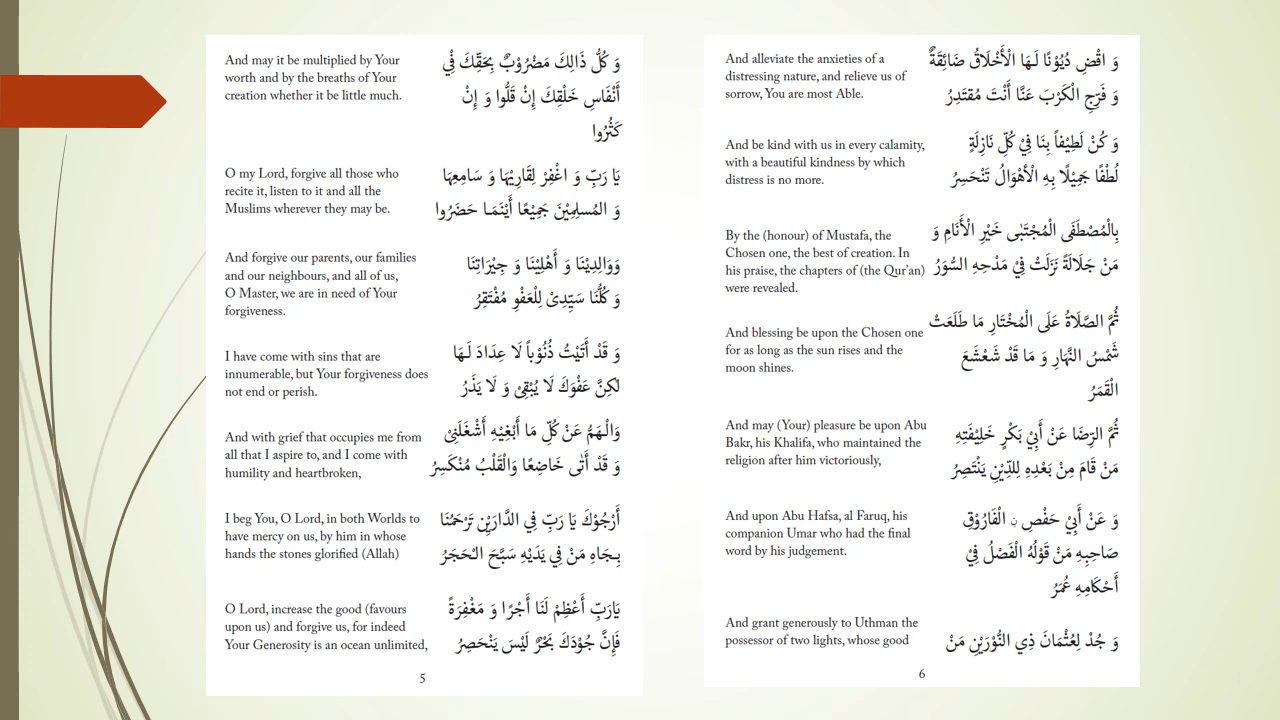 And may it be multiplied by Your
worth and by the breaths of Your
creation whether it be little much.
وَ كُلُّ ذَالِكَ مَضْرُوْبٌ بِحَقِّكَ فِيْ
أَنْفَاسِ خَلْقِكَ إِنْ قَلُّوا وَ إِنْ
كَثُرُوا
O my Lord, forgive all those who
recite it, listen to it and all the
Muslims wherever they may be.
يَا رَبِّ وَ اغْفِرْ لِقَارِيْهَا وَ سَامِعِهَا
وَ المُسلِمِيْنَ جَمِيْعًا أَيْنَمَـا حَضَرُوا
And forgive our parents, our families
and our neighbours, and all of us,
O Master, we are in need of Your
forgiveness.
وَوَالِدِيْنَا وَ أَهْلِيْنَا وَ جِيْرَاتِنَا
وَ كُلُّنَا سَيِّدِىْ لِلْعَفْوِ مُفْتَقِرُ
I have come with sins that are
innumerable, but Your forgiveness does
not end or perish.
وَ قَدْ أَتَيْتُ ذُنُوْباً لَا عِدَادَ لَهَا
لٰكِنَّ عَفْوَكَ لَا يُبْقِىْ وَ لَا يَذَرُ
And with grief that occupies me from
all that I aspire to, and I come with
humility and heartbroken,
وَالْـهَمُّ عَنْ كُلِّ مَا أَبْغِيْهِ أَشْغَلَنِىْ
وَ قَدْ أَتٰى خَاضِعًا وَالْقَلْبُ مُنْكَسِرُ
I beg You, O Lord, in both Worlds to
have mercy on us, by him in whose
hands the stones glorified (Allah)
أَرْجُوْكَ يَا رَبِّ فِي الدَّارَيْنِ تَرْحَمُنَا
بِـجَاهِ مَنْ فِي يَدَيْهِ سَبَّحَ الْـحَجَرُ
O Lord, increase the good (favours
upon us) and forgive us, for indeed
Your Generosity is an ocean unlimited,
يَارَبِّ أَعْظِمْ لَنَا أَجْرًا وَ مَغْفِرَةً
فَإِنَّ جُوْدَكَ بَحْرٌ لَيْسَ يَنْحَصِرُ
5
And alleviate the anxieties of a
distressing nature, and relieve us of
sorrow, You are most Able.
وَ اقْضِ دُيُوْنًا لَـهَا الْأَخْلَاقُ ضَائِقَةٌ
وَ فَرِّجِ الْكَرْبَ عَنَّا أَنْتَ مُقتَدِرُ
And be kind with us in every calamity,
with a beautiful kindness by which
distress is no more.
وَ كُنْ لَطِيْفاً بِنَا فِيْ كُلِّ نَازِلَةٍ
لُطْفًا جَمِيْلًا بِهِ الْأَهْوَالُ تَنْحَسِرُ
By the (honour) of Mustafa, the
Chosen one, the best of creation. In
his praise, the chapters of (the Qur’an)
were revealed.
بِالْمُصْطَفَى الْمُجْتَبٰى خَيْرِ الْأَنَامِ وَ
مَنْ جَلَالَةً نَزَلَتْ فِيْ مَدْحِهِ السُّوَرُ
And blessing be upon the Chosen one
for as long as the sun rises and the
moon shines.
ثُمَّ الصَّلَاةُ عَلَى الْمُخْتَارِ مَا طَلَعَتْ
شَمْسُ النَّهَارِ وَ مَا قَدْ شَعْشَعَ
الْقَمَرُ
And may (Your) pleasure be upon Abu
Bakr, his Khalifa, who maintained the
religion after him victoriously,
ثُمَّ الرِّضَا عَنْ أَبِيْ بَكْرٍ خَلِيْفَتِهِ
مَنْ قَامَ مِنْ بَعْدِهِ لِلدِّيْنِ يَنْتَصِرُ
And upon Abu Hafsa, al Faruq, his
companion Umar who had the final
word by his judgement.
وَ عَنْ أَبِيْ حَفْصِ نِ الْفَارُوْقِ
صَاحِبِهِ مَنْ قَوْلُهُ الْفَصْلُ فِيْ
أَحْكَامِهِ عُمَرُ
And grant generously to Uthman the
possessor of two lights, whose good
وَ جُدْ لِعُثْمَانَ ذِي النُّوْرَيْنِ مَنْ
6